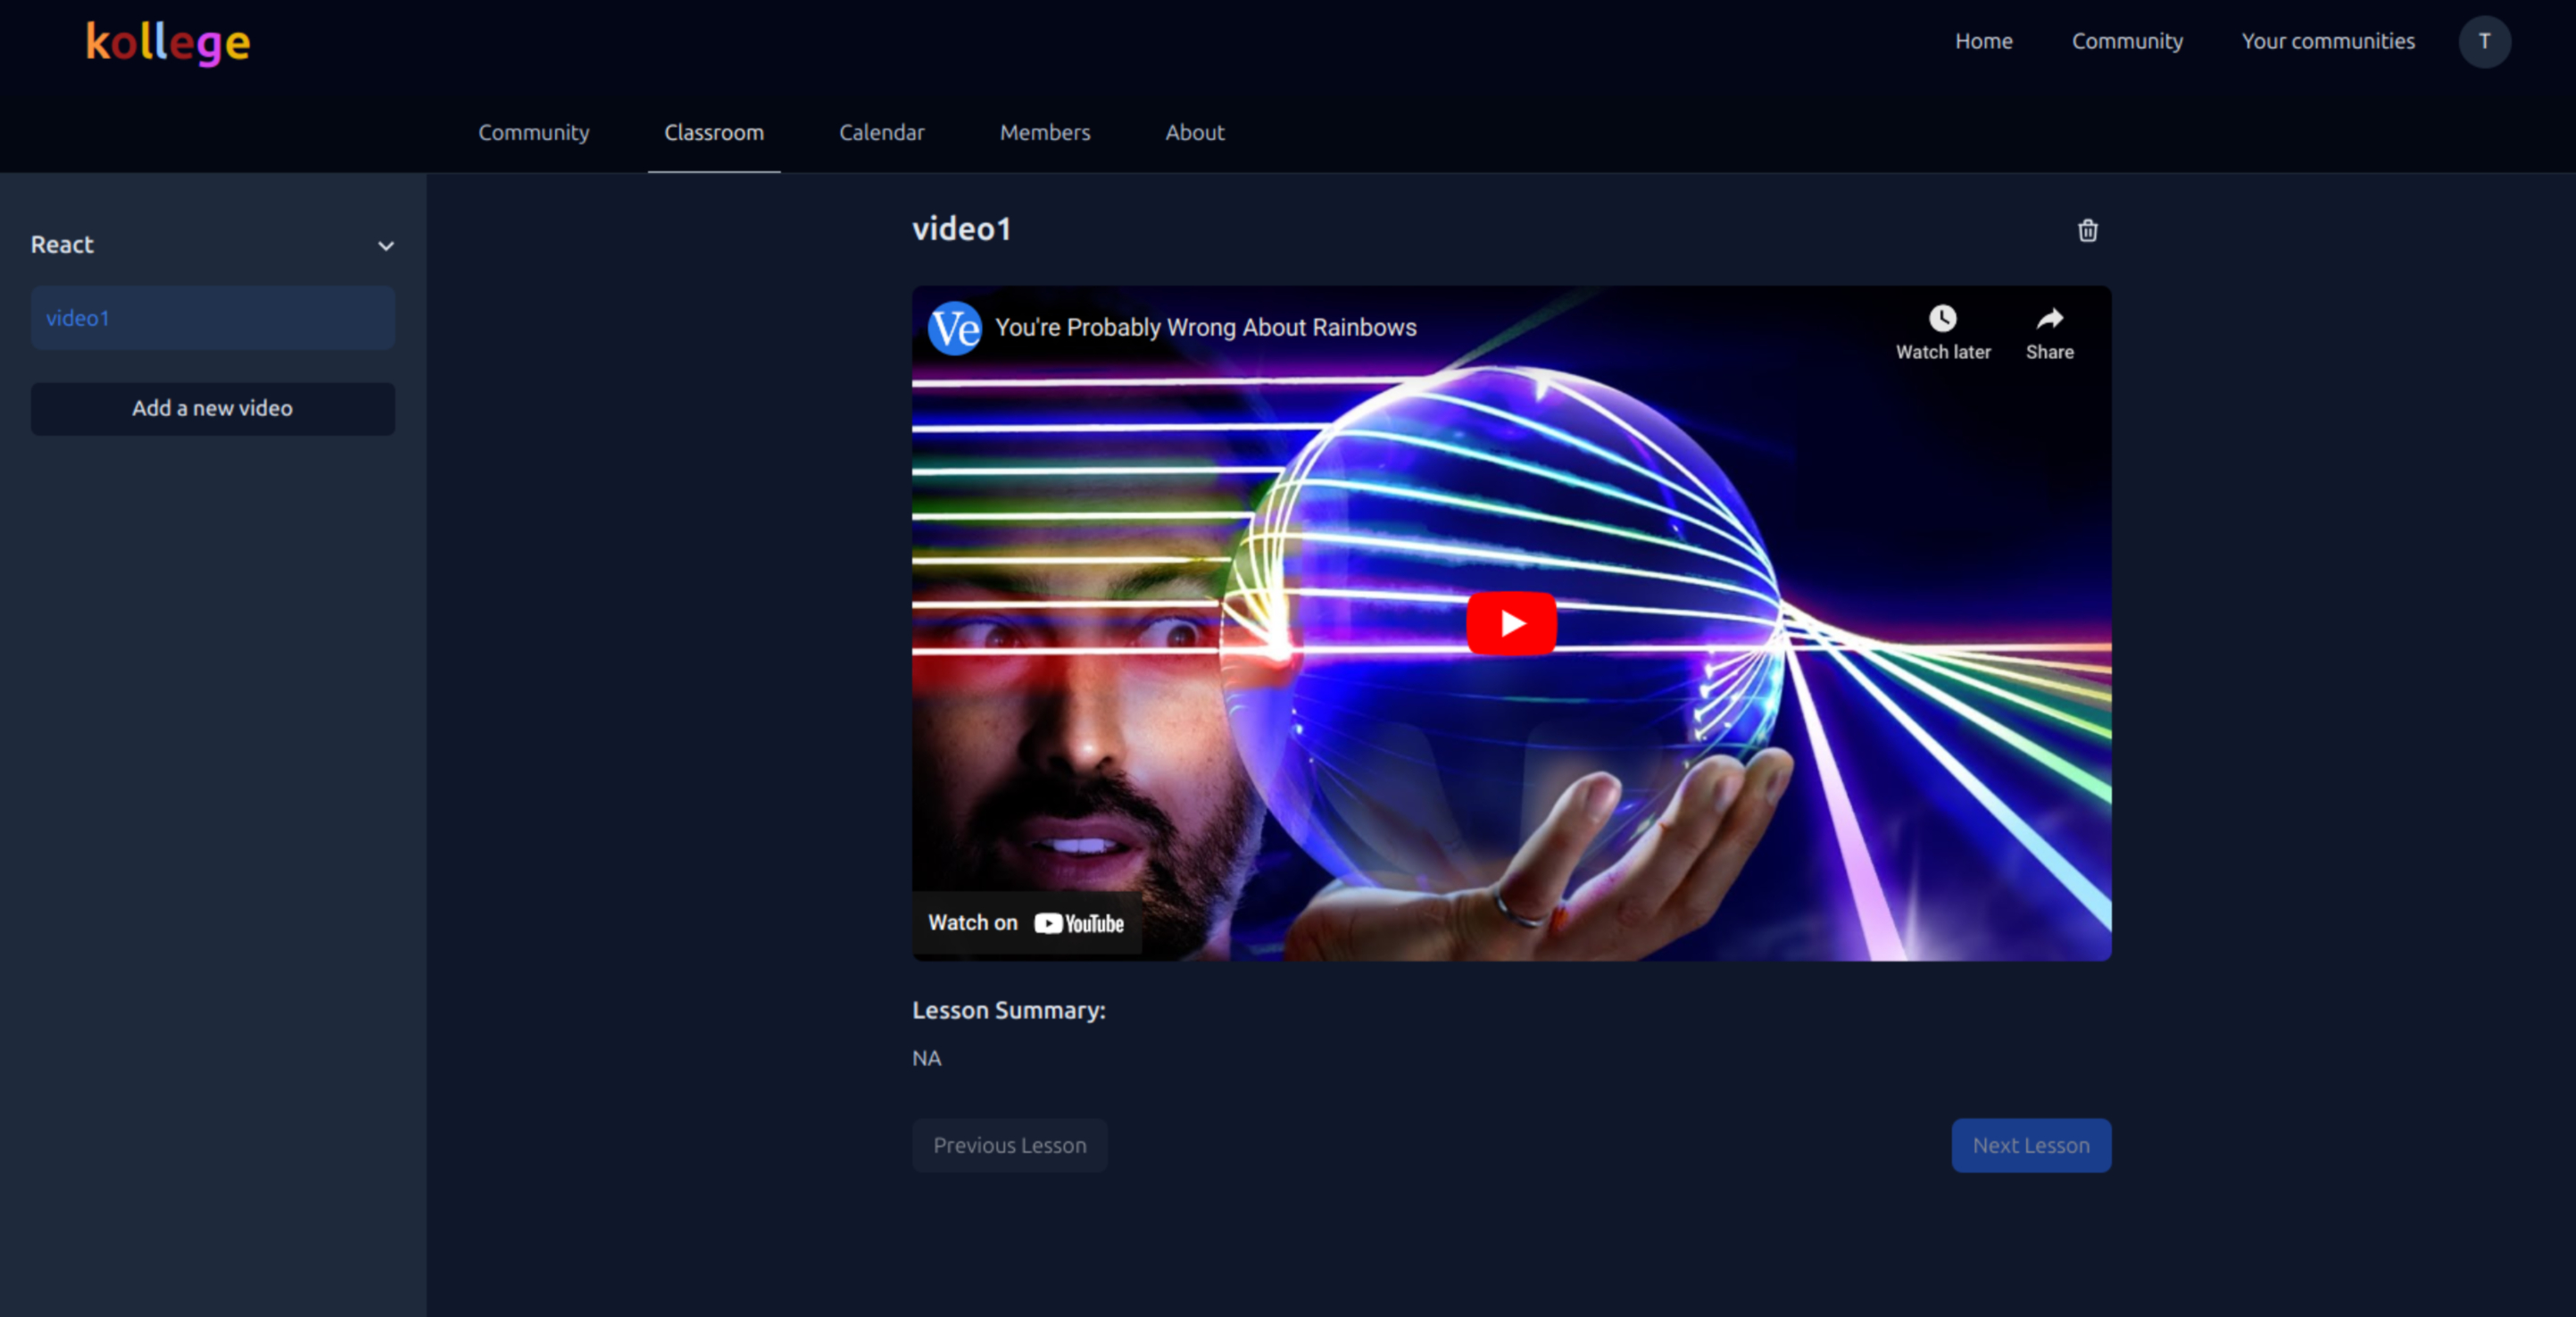 kollege
Home Community Your communities T
Community Classroom Calendar Members About
React
video1
Add a new video
video1
Ve You're Probably Wrong About Rainbows
Watch later Share
Watch on YouTube
Lesson Summary:
NA
Previous Lesson Next Lesson